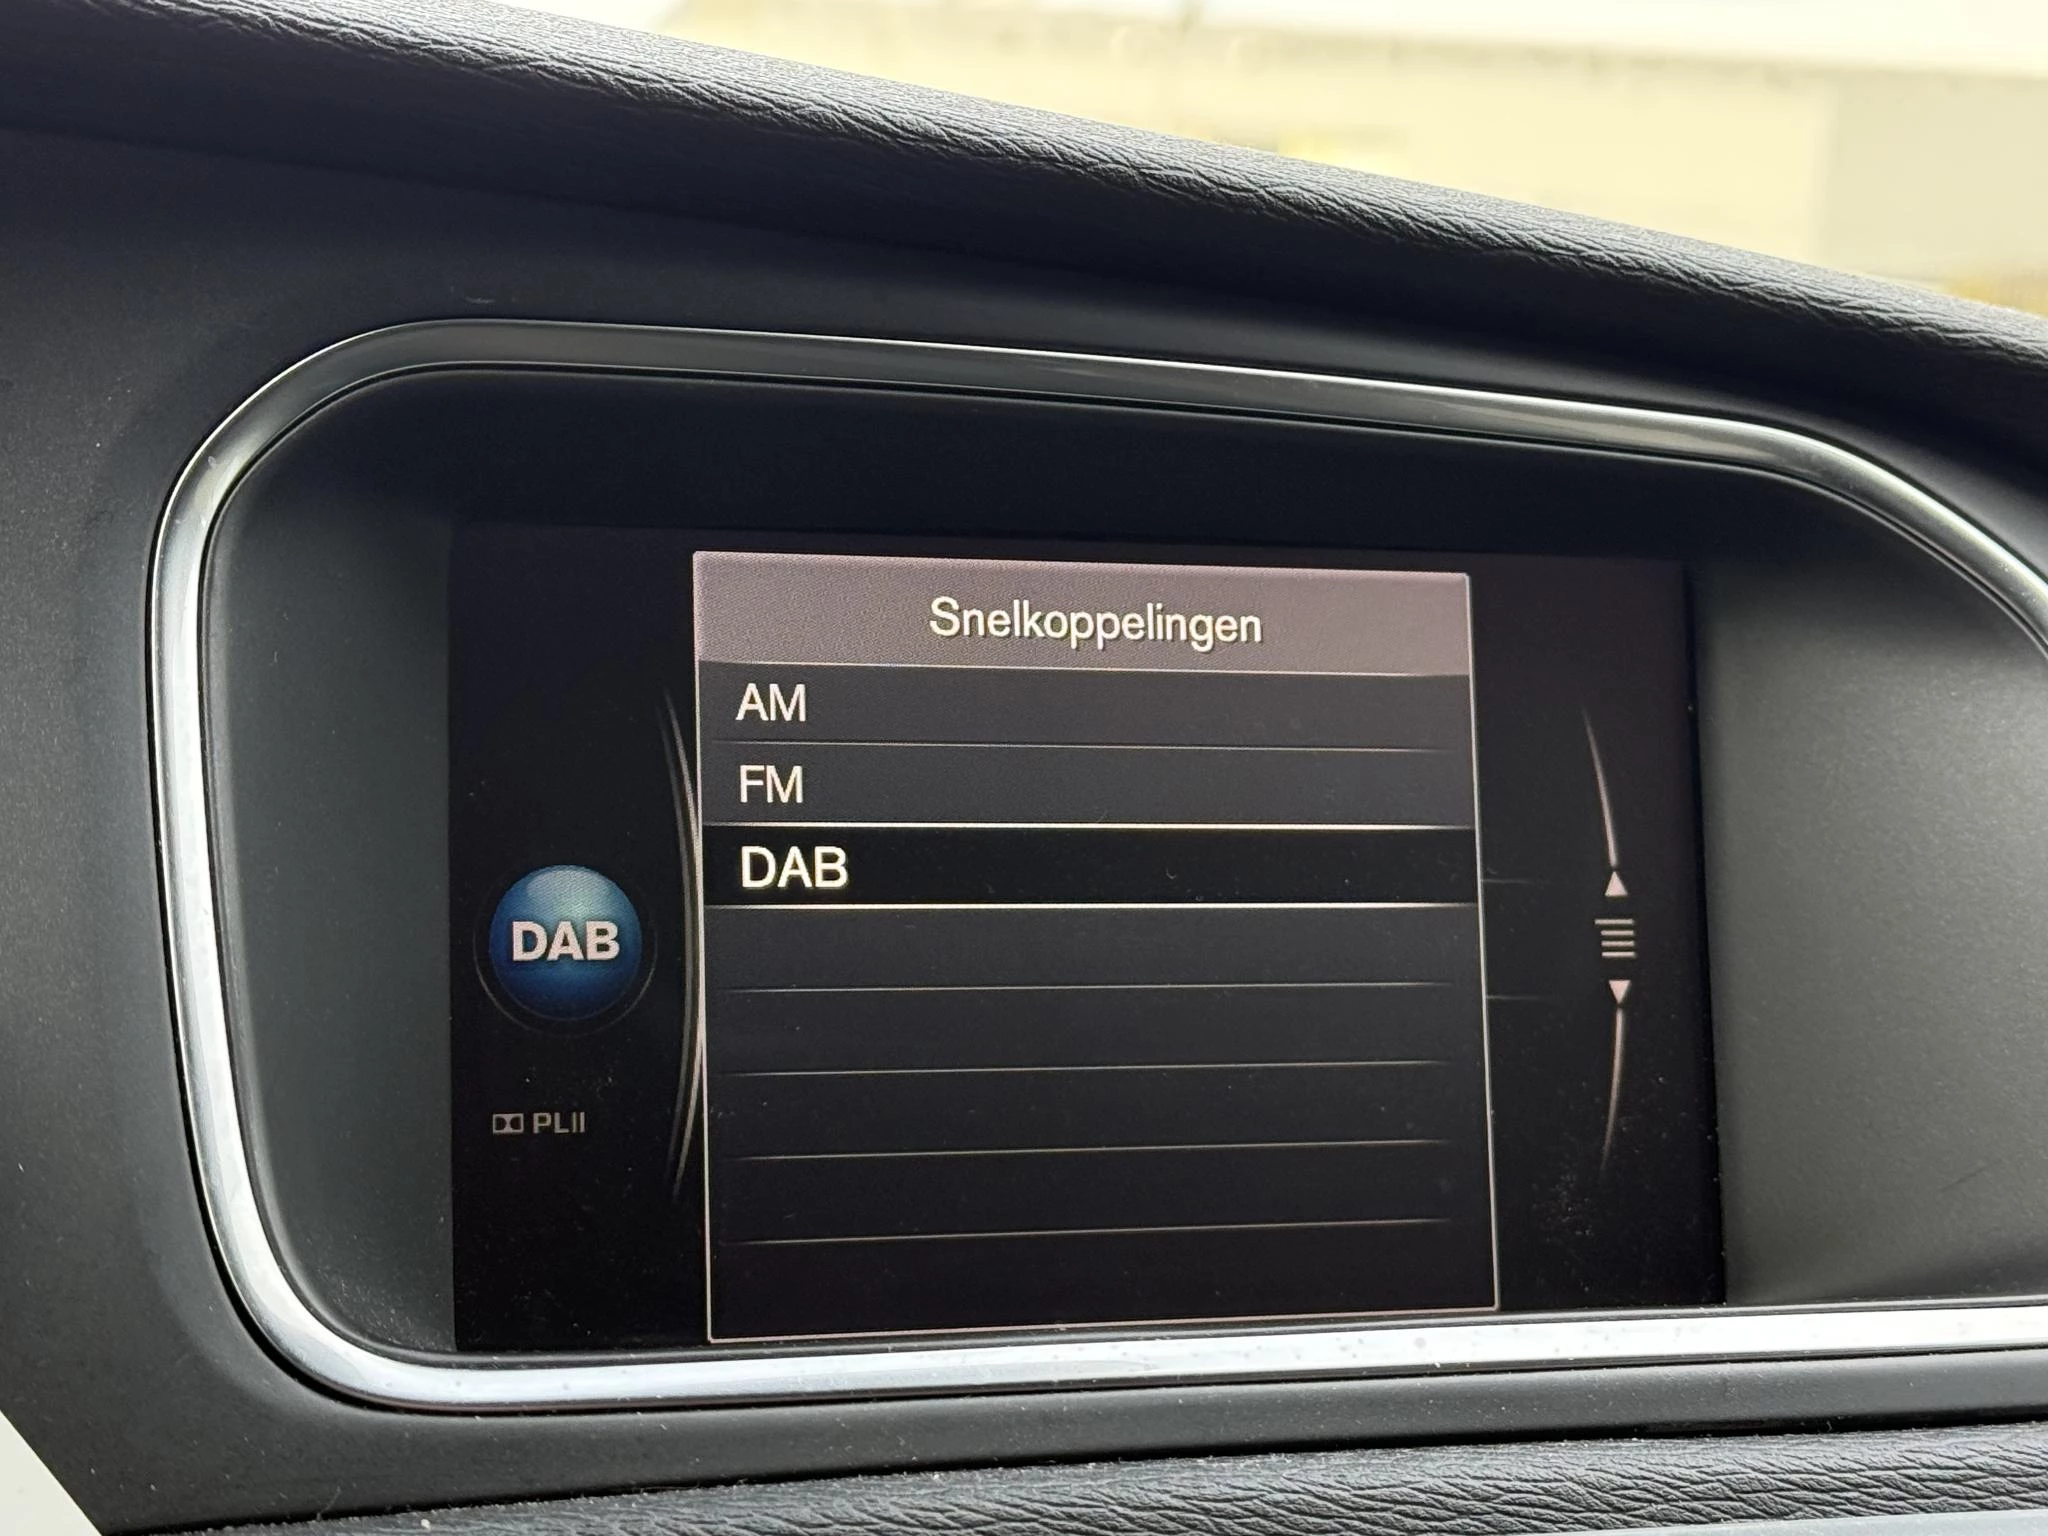 Snelkoppelingen
AM
FM
DAB
DAB
PLII